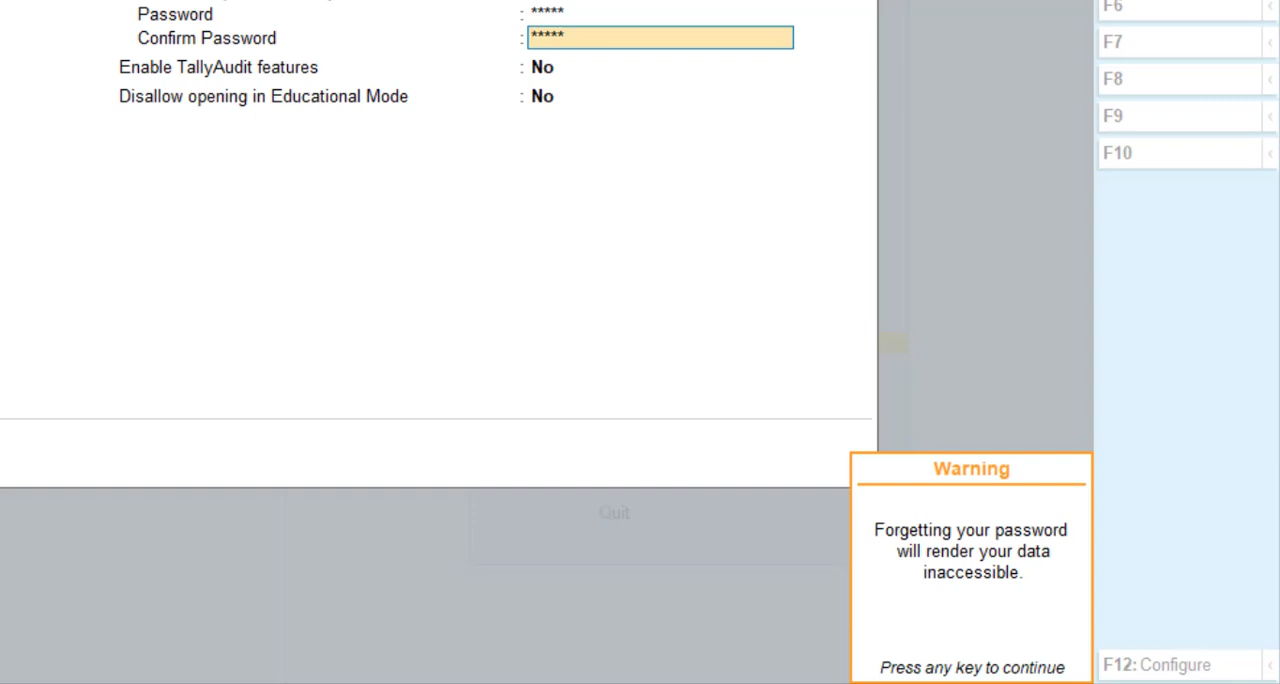 Password : *****
Confirm Password : *****
Enable TallyAudit features : No
Disallow opening in Educational Mode : No
F6
F7
F8
F9
F10
Quit
Warning
Forgetting your password
will render your data
inaccessible.
Press any key to continue
F12: Configure